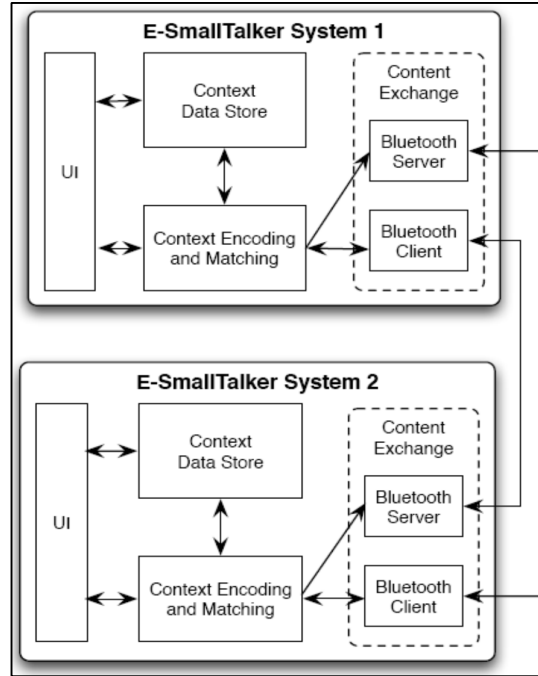 E-SmallTalker System 1
UI
Context
Data Store
Context Encoding
and Matching
Content
Exchange
Bluetooth
Server
Bluetooth
Client
E-SmallTalker System 2
UI
Context
Data Store
Context Encoding
and Matching
Content
Exchange
Bluetooth
Server
Bluetooth
Client